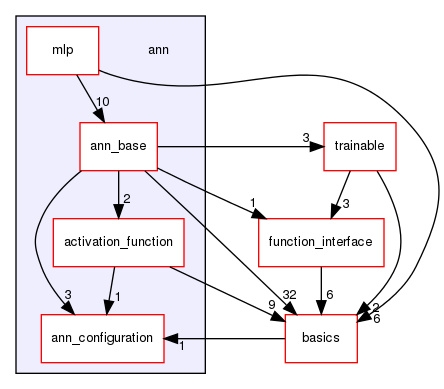 mlp
ann
10
ann_base
3
trainable
2
1
3
activation_function
function_interface
3
1
9
32
6
2
6
ann_configuration
1
basics